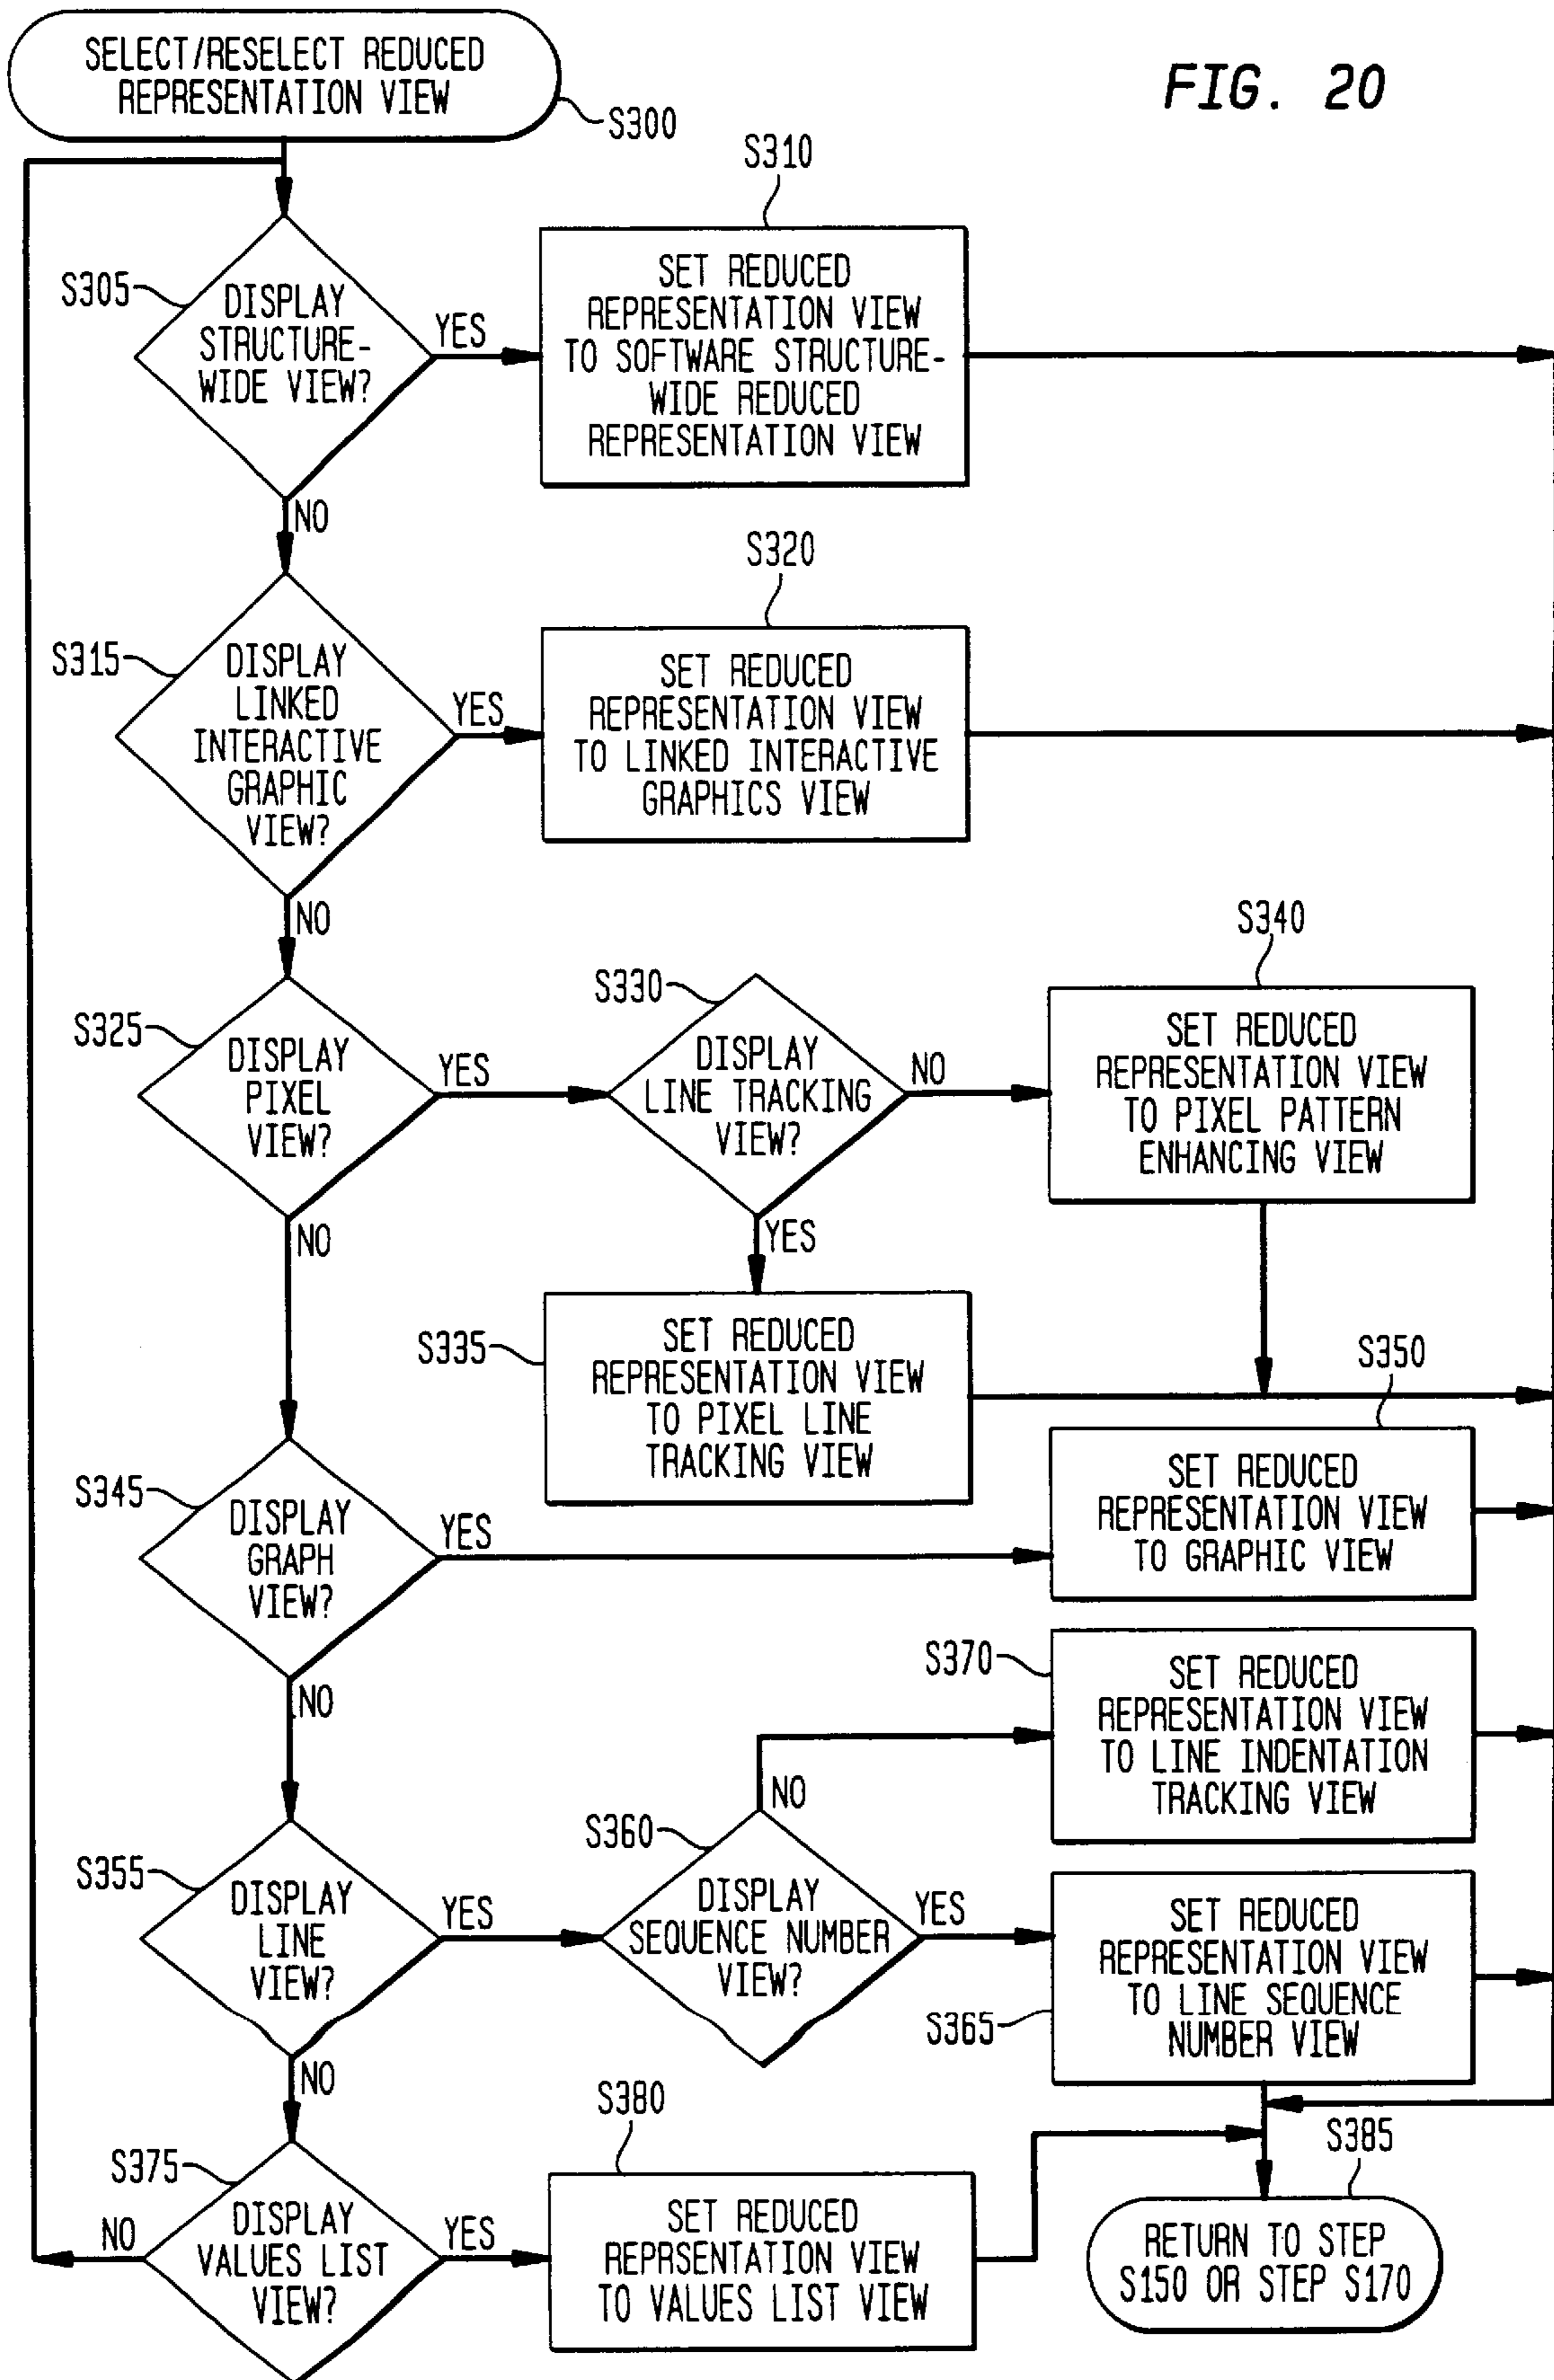 SELECT/RESELECT REDUCED
REPRESENTATION VIEW
S300
FIG. 20
S305
DISPLAY
STRUCTURE-
WIDE VIEW?
YES
NO
S310
SET REDUCED
REPRESENTATION VIEW
TO SOFTWARE STRUCTURE-
WIDE REDUCED
REPRESENTATION VIEW
S315
DISPLAY
LINKED
INTERACTIVE
GRAPHIC
VIEW?
YES
NO
S320
SET REDUCED
REPRESENTATION VIEW
TO LINKED INTERACTIVE
GRAPHICS VIEW
S325
DISPLAY
PIXEL
VIEW?
YES
NO
S330
DISPLAY
LINE TRACKING
VIEW?
NO
YES
S340
SET REDUCED
REPRESENTATION VIEW
TO PIXEL PATTERN
ENHANCING VIEW
S335
SET REDUCED
REPRESENTATION VIEW
TO PIXEL LINE
TRACKING VIEW
S345
DISPLAY
GRAPH
VIEW?
YES
NO
S350
SET REDUCED
REPRESENTATION VIEW
TO GRAPHIC VIEW
S355
DISPLAY
LINE
VIEW?
YES
NO
S360
DISPLAY
SEQUENCE NUMBER
VIEW?
NO
YES
S370
SET REDUCED
REPRESENTATION VIEW
TO LINE INDENTATION
TRACKING VIEW
S365
SET REDUCED
REPRESENTATION VIEW
TO LINE SEQUENCE
NUMBER VIEW
S375
DISPLAY
VALUES LIST
VIEW?
NO
YES
S380
SET REDUCED
REPRSENTATION VIEW
TO VALUES LIST VIEW
S385
RETURN TO STEP
S150 OR STEP S170